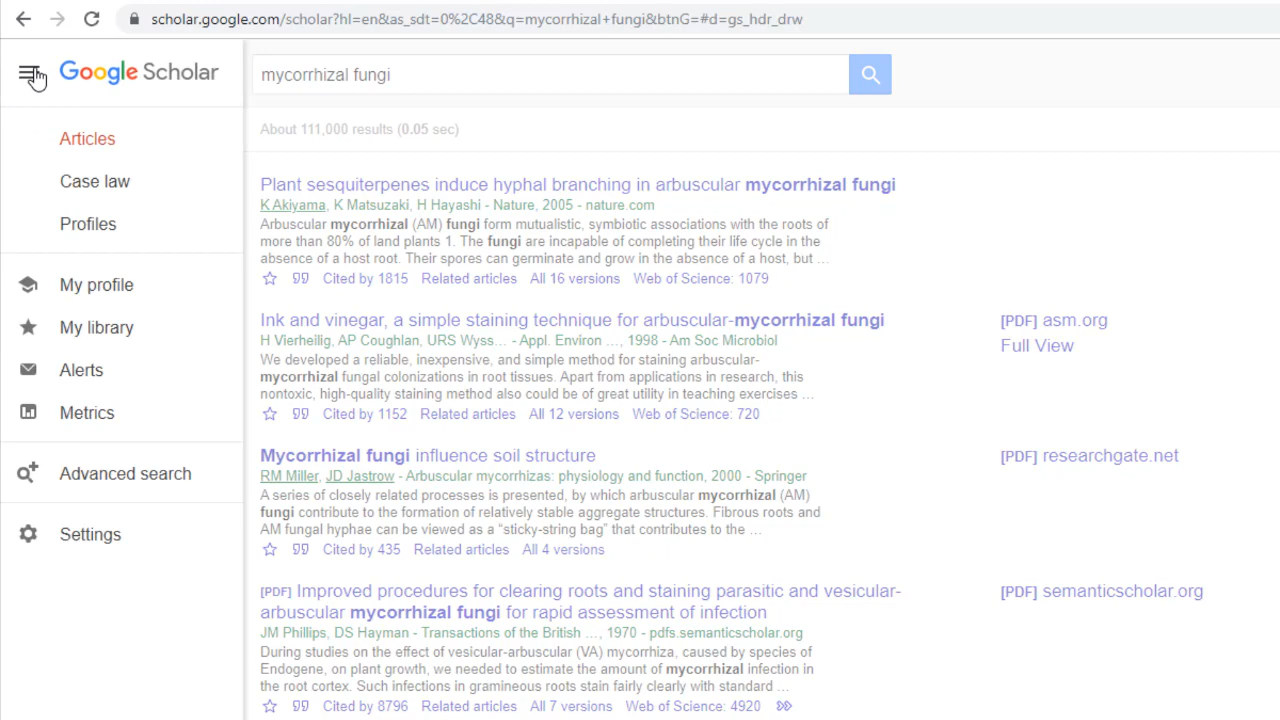 scholar.google.com/scholar?hl=en&as_sdt=0%2C48&q=mycorrhizal+fungi&btnG=#d=gs_hdr_drw
Google Scholar
mycorrhizal fungi
Articles
Case law
Profiles
My profile
My library
Alerts
Metrics
Advanced search
Settings
About 111,000 results (0.05 sec)
Plant sesquiterpenes induce hyphal branching in arbuscular mycorrhizal fungi
K Akiyama, K Matsuzaki, H Hayashi - Nature, 2005 - nature.com
Arbuscular mycorrhizal (AM) fungi form mutualistic, symbiotic associations with the roots of
more than 80% of land plants 1. The fungi are incapable of completing their life cycle in the
absence of a host root. Their spores can germinate and grow in the absence of a host, but ...
Cited by 1815 Related articles All 16 versions Web of Science: 1079
Ink and vinegar, a simple staining technique for arbuscular-mycorrhizal fungi
H Vierheilig, AP Coughlan, URS Wyss... - Appl. Environ ..., 1998 - Am Soc Microbiol
We developed a reliable, inexpensive, and simple method for staining arbuscular-
mycorrhizal fungal colonizations in root tissues. Apart from applications in research, this
nontoxic, high-quality staining method also could be of great utility in teaching exercises ...
Cited by 1152 Related articles All 12 versions Web of Science: 720
[PDF] asm.org
Full View
Mycorrhizal fungi influence soil structure
RM Miller, JD Jastrow - Arbuscular mycorrhizas: physiology and function, 2000 - Springer
A series of closely related processes is presented, by which arbuscular mycorrhizal (AM)
fungi contribute to the formation of relatively stable aggregate structures. Fibrous roots and
AM fungal hyphae can be viewed as a “sticky-string bag” that contributes to the ...
Cited by 435 Related articles All 4 versions
[PDF] researchgate.net
[PDF] Improved procedures for clearing roots and staining parasitic and vesicular-
arbuscular mycorrhizal fungi for rapid assessment of infection
JM Phillips, DS Hayman - Transactions of the British ..., 1970 - pdfs.semanticscholar.org
During studies on the effect of vesicular-arbuscular (VA) mycorrhiza, caused by species of
Endogene, on plant growth, we needed to estimate the amount of mycorrhizal infection in
the root cortex. Such infections in gramineous roots stain fairly clearly with standard ...
Cited by 8796 Related articles All 7 versions Web of Science: 4920
[PDF] semanticscholar.org